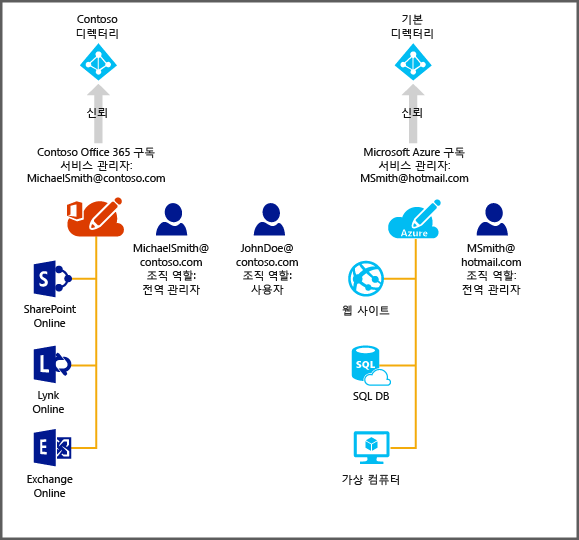 Contoso
디렉터리
신뢰
Contoso Office 365 구독
서비스 관리자:
MichaelSmith@contoso.com
MichaelSmith@
contoso.com
조직 역할:
전역 관리자
JohnDoe@
contoso.com
조직 역할:
사용자
S
SharePoint
Online
L
Lynk
Online
E
Exchange
Online
기본
디렉터리
신뢰
Microsoft Azure 구독
서비스 관리자:
MSmith@hotmail.com
Azure
MSmith@
hotmail.com
조직 역할:
전역 관리자
웹 사이트
SQL
SQL DB
가상 컴퓨터